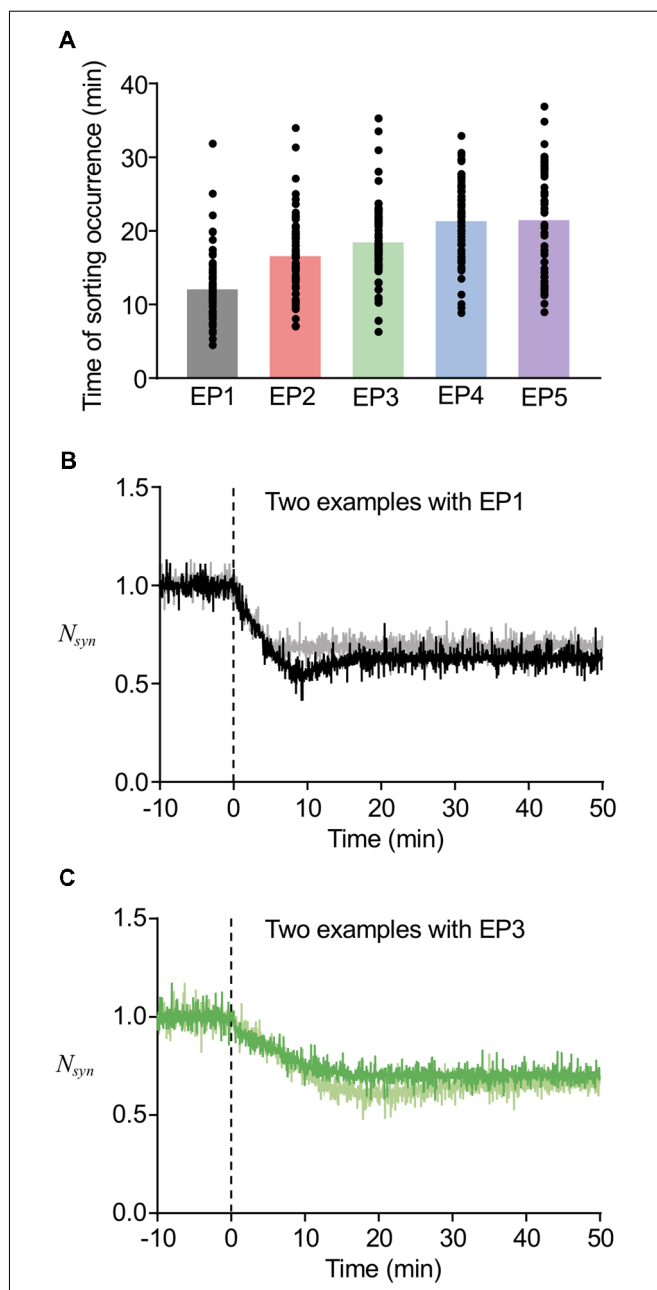 A
Time of sorting occurrence (min)
40
30
20
10
0
EP1 EP2 EP3 EP4 EP5
B
Two examples with EP1
N_syn
1.5
1.0
0.5
0.0
-10 0 10 20 30 40 50
Time (min)
C
Two examples with EP3
N_syn
1.5
1.0
0.5
0.0
-10 0 10 20 30 40 50
Time (min)